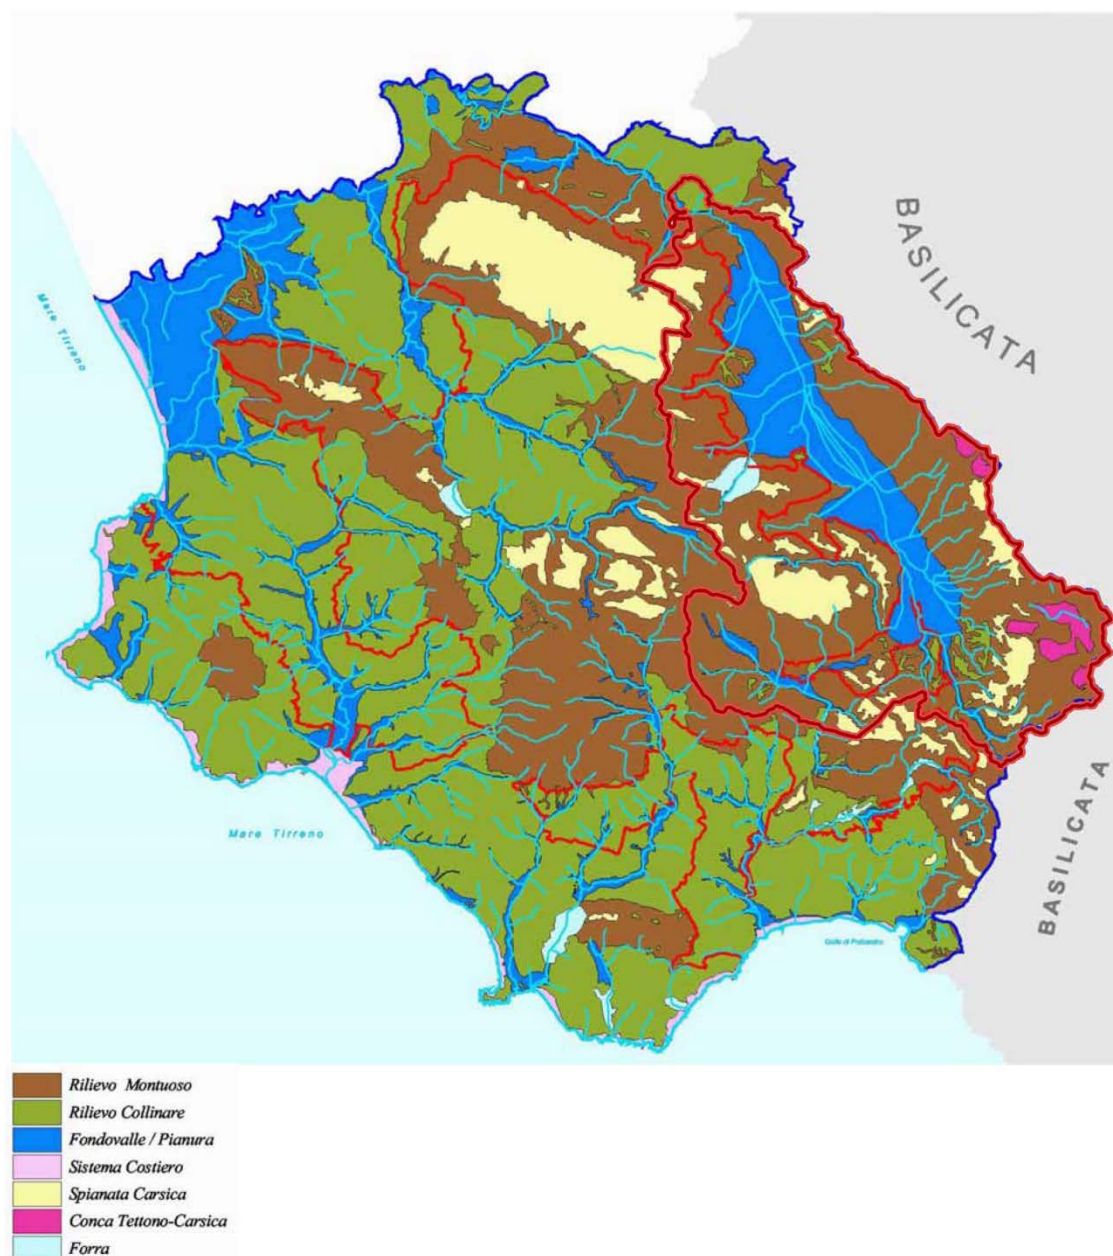 BASILICATA
Mare Tirreno
Mare Tirreno
BASILICATA
Golfo di Policastro
Rilievo Montuoso
Rilievo Collinare
Fondovalle / Pianura
Sistema Costiero
Spianata Carsica
Conca Tettono-Carsica
Forra